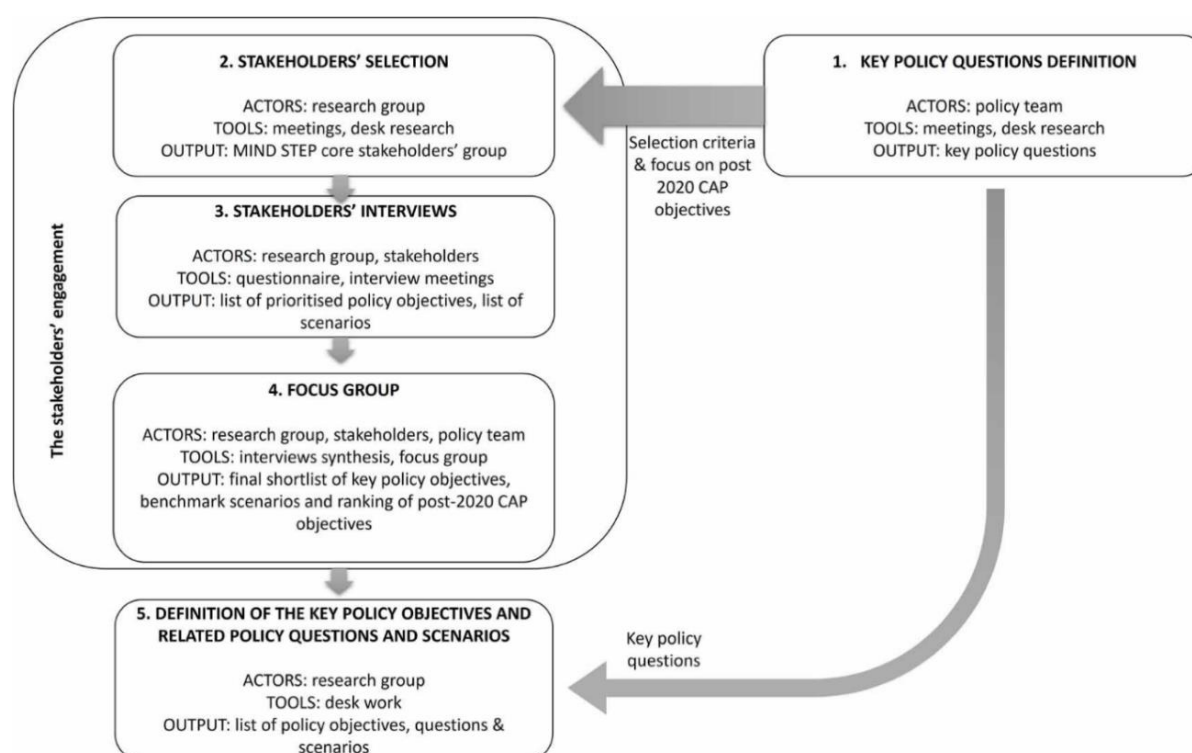 2. STAKEHOLDERS' SELECTION
ACTORS: research group
TOOLS: meetings, desk research
OUTPUT: MIND STEP core stakeholders' group
1. KEY POLICY QUESTIONS DEFINITION
ACTORS: policy team
TOOLS: meetings, desk research
OUTPUT: key policy questions
Selection criteria
& focus on post
2020 CAP
objectives
The stakeholders' engagement
3. STAKEHOLDERS' INTERVIEWS
ACTORS: research group, stakeholders
TOOLS: questionnaire, interview meetings
OUTPUT: list of prioritised policy objectives, list of
scenarios
4. FOCUS GROUP
ACTORS: research group, stakeholders, policy team
TOOLS: interviews synthesis, focus group
OUTPUT: final shortlist of key policy objectives,
benchmark scenarios and ranking of post-2020 CAP
objectives
5. DEFINITION OF THE KEY POLICY OBJECTIVES AND
RELATED POLICY QUESTIONS AND SCENARIOS
ACTORS: research group
TOOLS: desk work
OUTPUT: list of policy objectives, questions &
scenarios
Key policy
questions